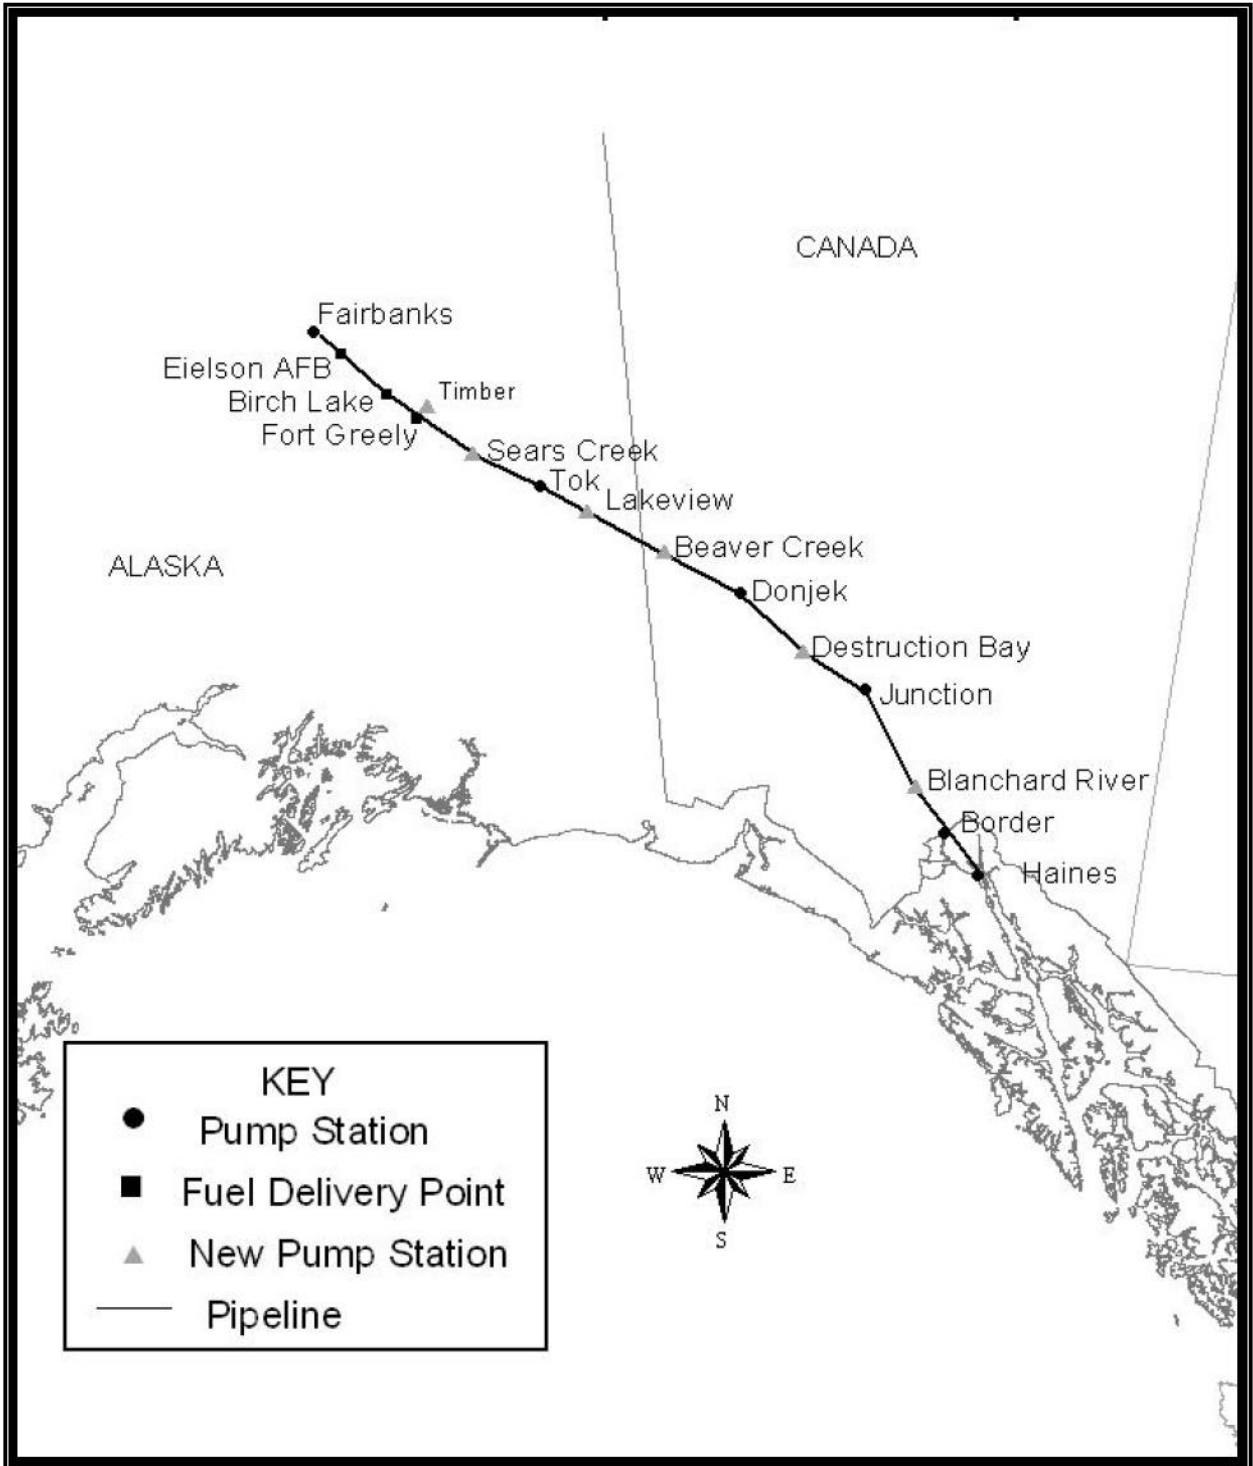 CANADA
Fairbanks
Eielson AFB
Timber
Birch Lake
Fort Greely
Sears Creek
Tok
Lakeview
Beaver Creek
ALASKA
Donjek
Destruction Bay
Junction
Blanchard River
Border
Haines
KEY
Pump Station
Fuel Delivery Point
New Pump Station
Pipeline
N
W
E
S